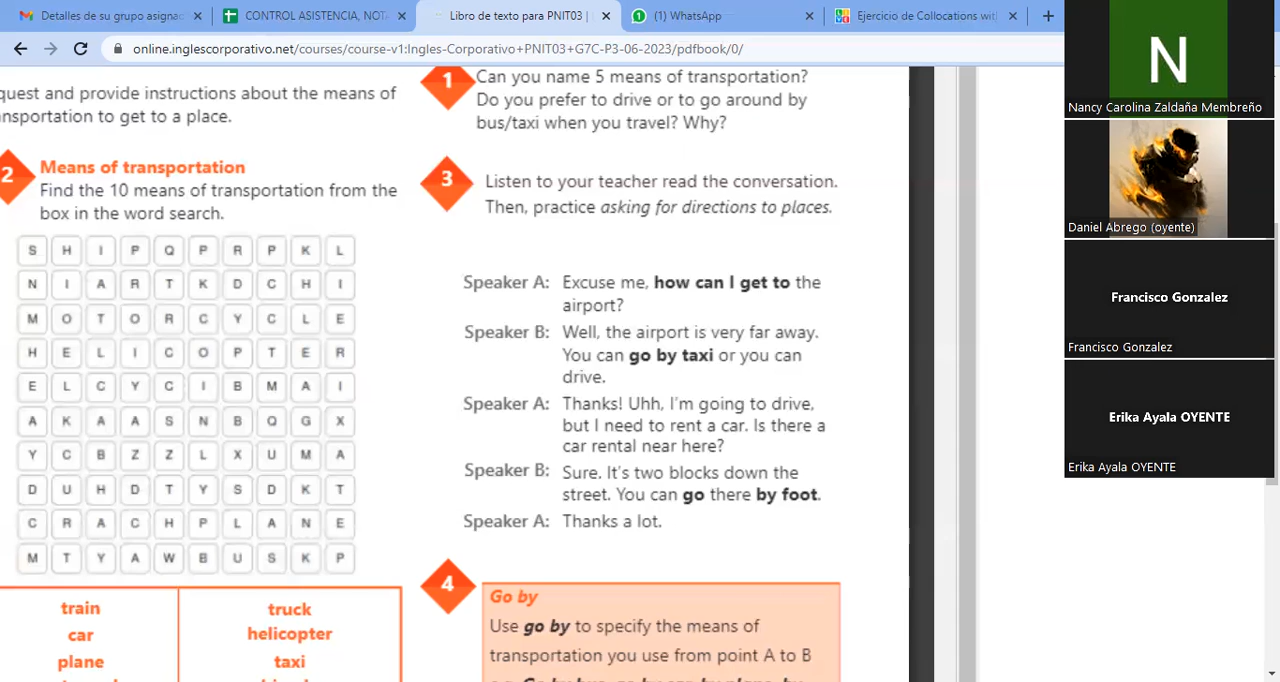 Detalles de su grupo asignac
CONTROL ASISTENCIA, NOTA
Libro de texto para PNIT03 |
(1) WhatsApp
Ejercicio de Collocations with
online.inglescorporativo.net/courses/course-v1:Ingles-Corporativo+PNIT03+G7C-P3-06-2023/pdfbook/0/
quest and provide instructions about the means of
nsportation to get to a place.
2
Means of transportation
Find the 10 means of transportation from the
box in the word search.
S H I P Q P R P K L
N I A R T K D C H I
M O T O R C Y C L E
H E L I C O P T E R
E L C Y C I B M A I
A K A A S N B Q G X
Y C B Z Z L X U M A
D U H D T Y S D K T
C R A C H P L A N E
M T Y A W B U S K P
train
car
plane
truck
helicopter
taxi
1
Can you name 5 means of transportation?
Do you prefer to drive or to go around by
bus/taxi when you travel? Why?
3
Listen to your teacher read the conversation.
Then, practice asking for directions to places.
Speaker A: Excuse me, how can I get to the
airport?
Speaker B: Well, the airport is very far away.
You can go by taxi or you can
drive.
Speaker A: Thanks! Uhh, I'm going to drive,
but I need to rent a car. Is there a
car rental near here?
Speaker B: Sure. It's two blocks down the
street. You can go there by foot.
Speaker A: Thanks a lot.
4
Go by
Use go by to specify the means of
transportation you use from point A to B
N
Nancy Carolina Zaldaña Membreño
Daniel Abrego (oyente)
Francisco Gonzalez
Francisco Gonzalez
Erika Ayala OYENTE
Erika Ayala OYENTE